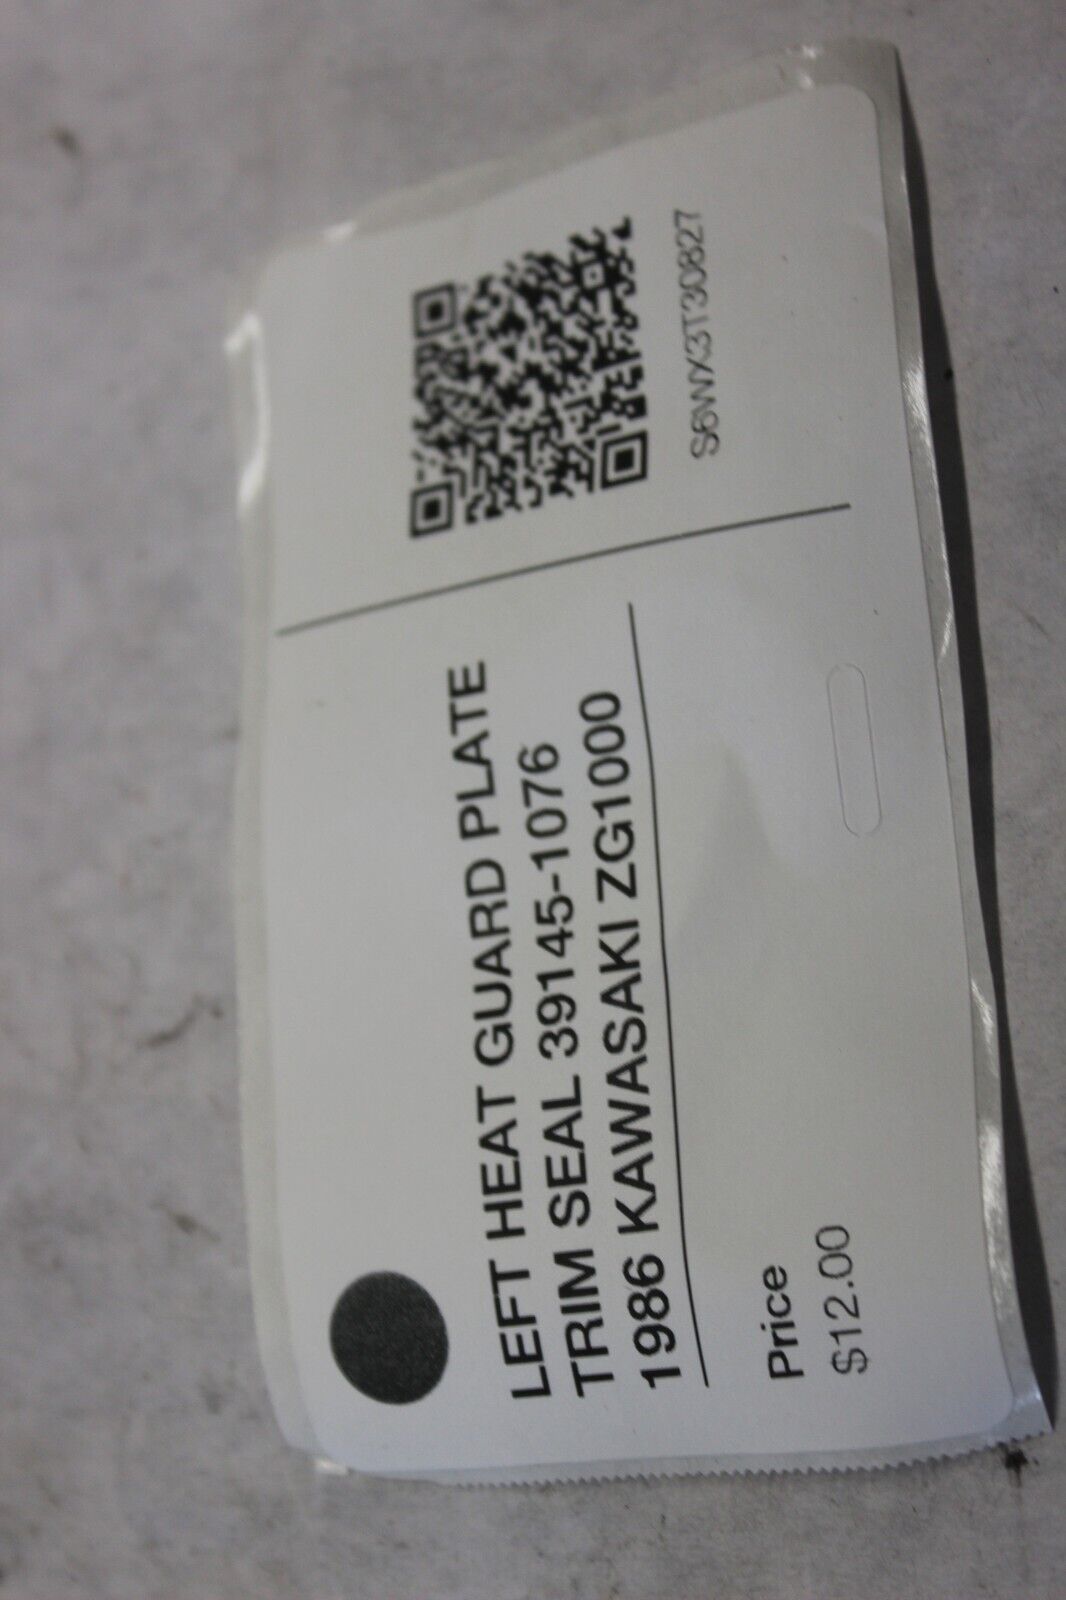 LEFT HEAT GUARD PLATE
TRIM SEAL 39145-1076
1986 KAWASAKI ZG1000
Price
$12.00
S6WX3T30827